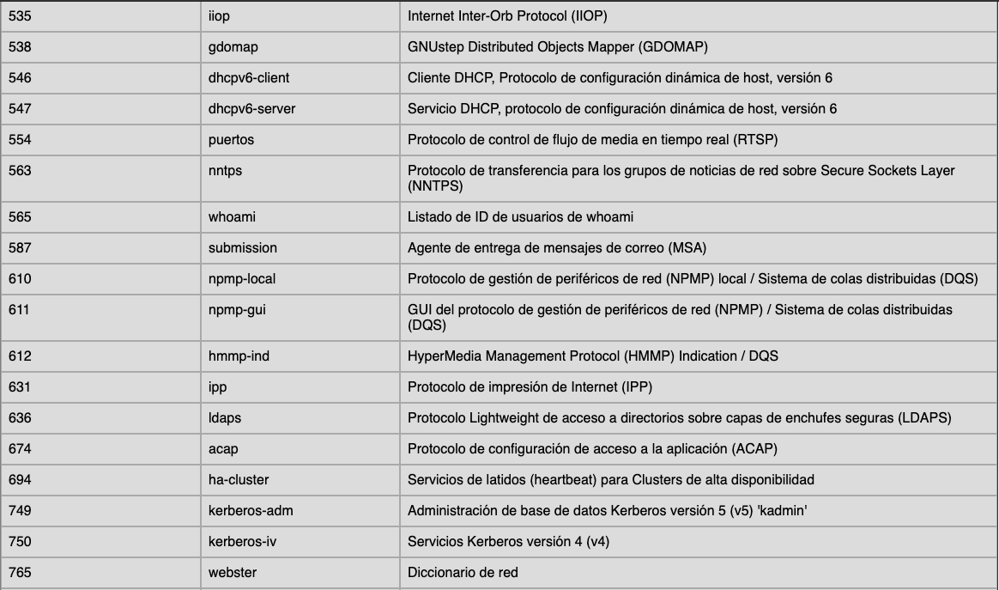 535 iiop Internet Inter-Orb Protocol (IIOP)
538 gdomap GNUstep Distributed Objects Mapper (GDOMAP)
546 dhcpv6-client Cliente DHCP, Protocolo de configuración dinámica de host, versión 6
547 dhcpv6-server Servicio DHCP, protocolo de configuración dinámica de host, versión 6
554 puertos Protocolo de control de flujo de media en tiempo real (RTSP)
563 nntps Protocolo de transferencia para los grupos de noticias de red sobre Secure Sockets Layer
(NNTPS)
565 whoami Listado de ID de usuarios de whoami
587 submission Agente de entrega de mensajes de correo (MSA)
610 npmp-local Protocolo de gestión de periféricos de red (NPMP) local / Sistema de colas distribuidas (DQS)
611 npmp-gui GUI del protocolo de gestión de periféricos de red (NPMP) / Sistema de colas distribuidas
(DQS)
612 hmmp-ind HyperMedia Management Protocol (HMMP) Indication / DQS
631 ipp Protocolo de impresión de Internet (IPP)
636 ldaps Protocolo Lightweight de acceso a directorios sobre capas de enchufes seguras (LDAPS)
674 acap Protocolo de configuración de acceso a la aplicación (ACAP)
694 ha-cluster Servicios de latidos (heartbeat) para Clusters de alta disponibilidad
749 kerberos-adm Administración de base de datos Kerberos versión 5 (v5) 'kadmin'
750 kerberos-iv Servicios Kerberos versión 4 (v4)
765 webster Diccionario de red